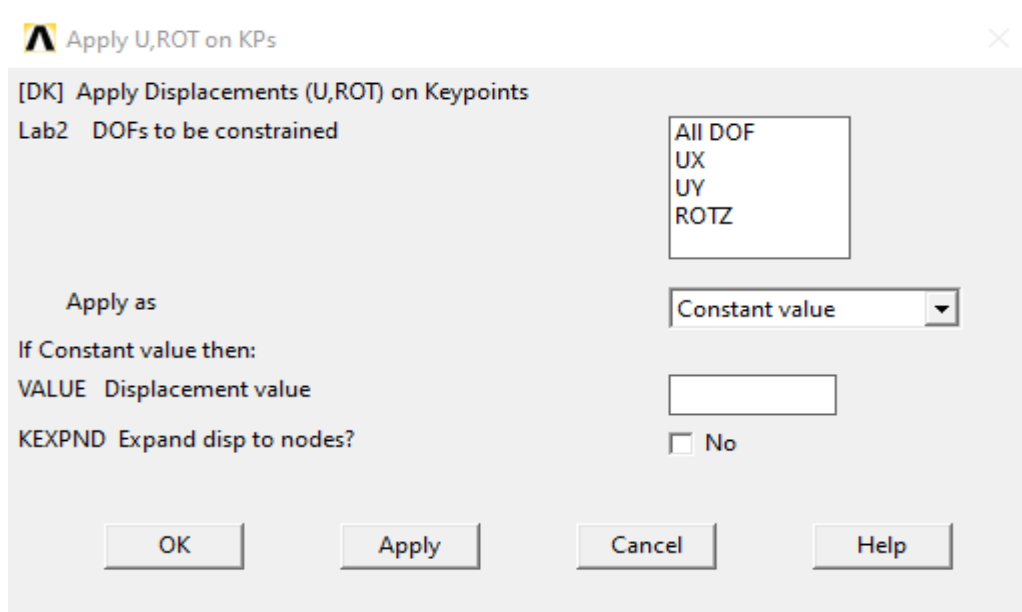 Apply U,ROT on KPs
[DK] Apply Displacements (U,ROT) on Keypoints
Lab2 DOFs to be constrained
All DOF
UX
UY
ROTZ
Apply as
Constant value
If Constant value then:
VALUE Displacement value
KEXPND Expand disp to nodes?
No
OK Apply Cancel Help